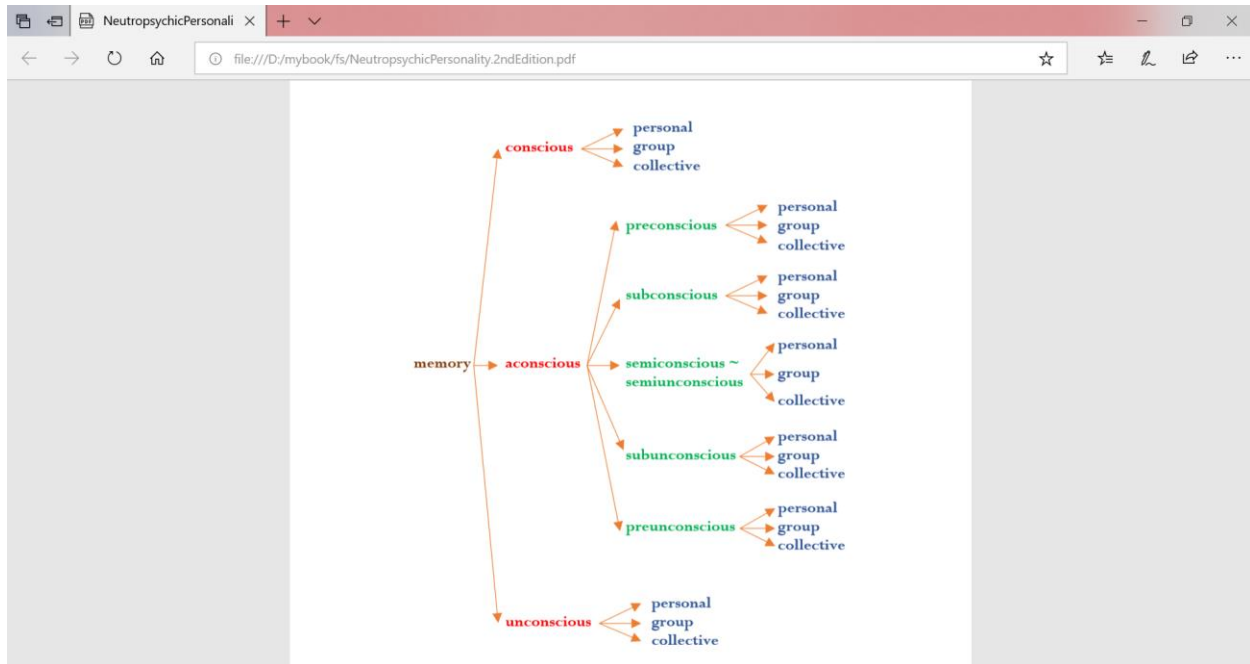 NeutropsychicPersonali
file:///D:/mybook/fs/NeutropsychicPersonality.2ndEdition.pdf
personal
conscious group
collective
personal
preconscious group
collective
personal
subconscious group
collective
personal
memory aconscious semiconscious ~ group
semiunconscious
collective
personal
subunconscious group
collective
personal
preunconscious group
collective
personal
unconscious group
collective